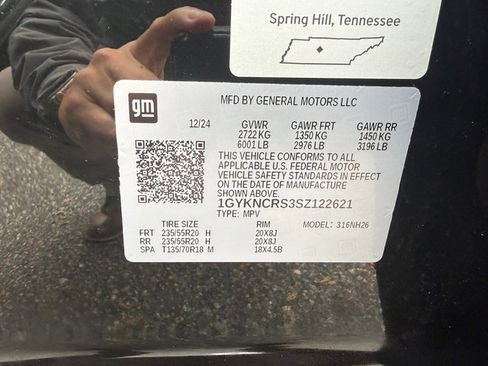 Spring Hill, Tennessee
gm
MFD BY GENERAL MOTORS LLC
12/24 GVWR GAWR FRT GAWR RR
2722 KG 1350 KG 1450 KG
6001 LB 2976 LB 3196 LB
THIS VEHICLE CONFORMS TO ALL
APPLICABLE U.S. FEDERAL MOTOR
VEHICLE SAFETY STANDARDS IN EFFECT
ON THE DATE OF MANUFACTURE
SHOWN ABOVE.
1GYKNCRS3SZ122621
TYPE: MPV MODEL: 316NH26
TIRE SIZE RIM
FRT 235/55R20 H 20X8J
RR 235/55R20 H 20X8J
SPA T135/70R18 M 18X4.5B